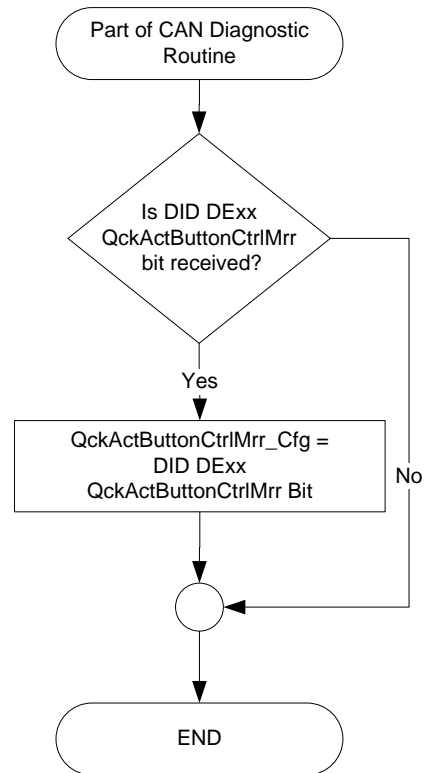 Part of CAN Diagnostic
Routine
Is DID DExx
QckActButtonCtrlMrr
bit received?
Yes
QckActButtonCtrlMrr_Cfg =
DID DExx
QckActButtonCtrlMrr Bit
No
END